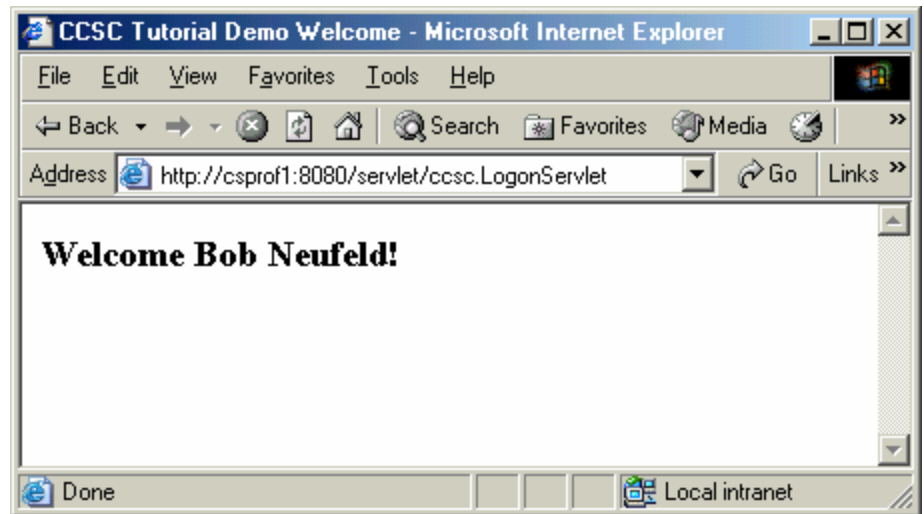 CCSC Tutorial Demo Welcome - Microsoft Internet Explorer
File Edit View Favorites Tools Help
Back Search Favorites Media »
Address http://csprof1:8080/servlet/ccsc.LogonServlet Go Links »
Welcome Bob Neufeld!
Done Local intranet